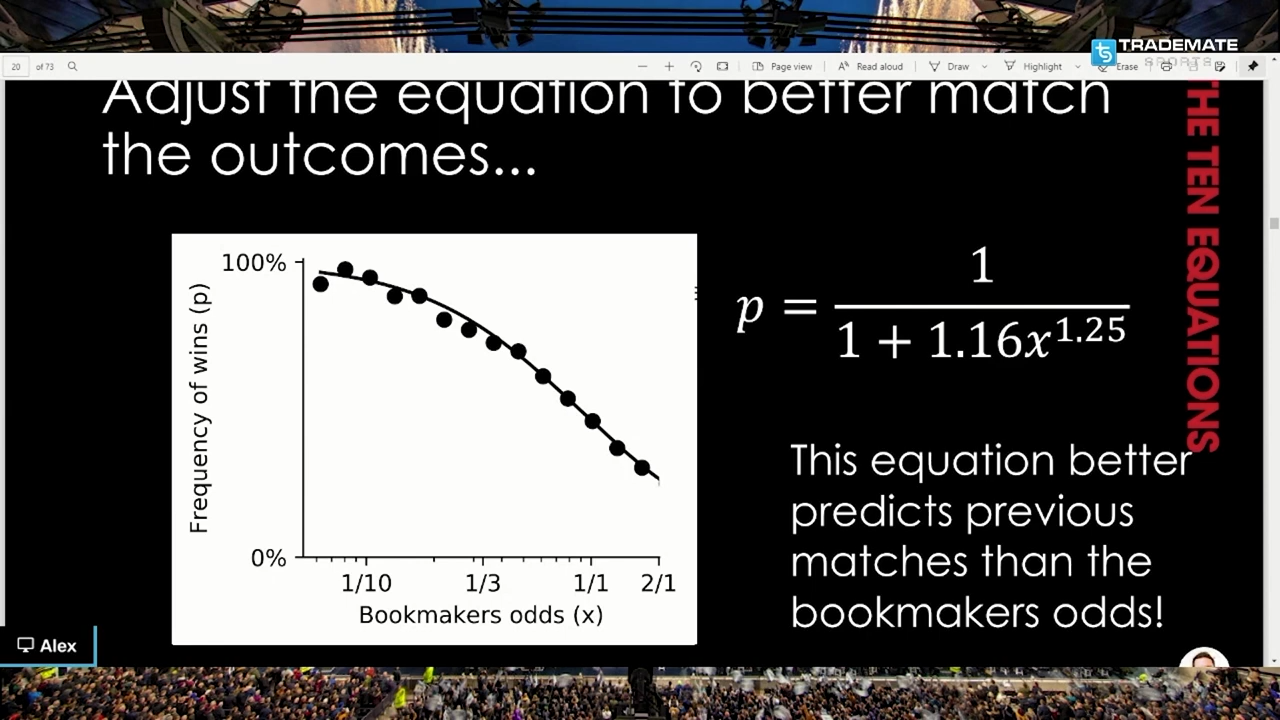 TRADEMATE
SPORTS
20 of 73
Page view
Read aloud
Draw
Highlight
Erase
Adjust the equation to better match
the outcomes...
THE TEN EQUATIONS
100%
0%
Frequency of wins (p)
1/10 1/3 1/1 2/1
Bookmakers odds (x)
p = 1 / (1 + 1.16x^1.25)
This equation better
predicts previous
matches than the
bookmakers odds!
Alex